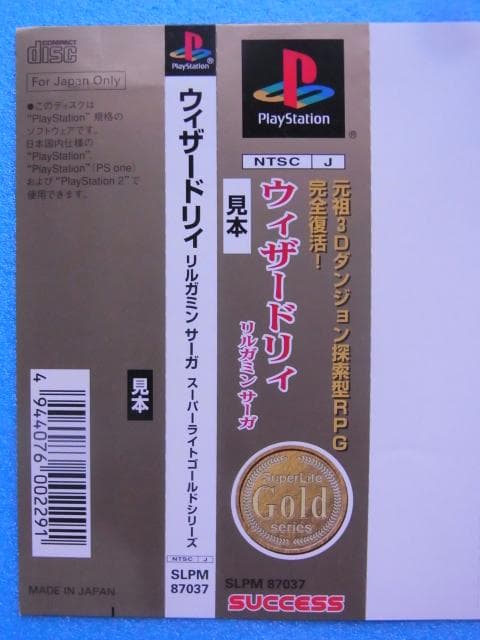 COMPACT
disc
For Japan Only
●このディスクは
"PlayStation" 規格の
ソフトウェアです。
日本国内仕様の
"PlayStation",
"PlayStation"(PS one)
および "PlayStation 2"で
使用できます。
見本
4 944076 002291
MADE IN JAPAN
PlayStation
ウィザードリィ リルガミン サーガ スーパーライトゴールドシリーズ
NTSC J
SLPM
87037
PlayStation
NTSC J
元祖3Dダンジョン探索型RPG
完全復活!
見本
ウィザードリィ
リルガミンサーガ
SuperLite
Gold
series
SLPM 87037
SUCCESS